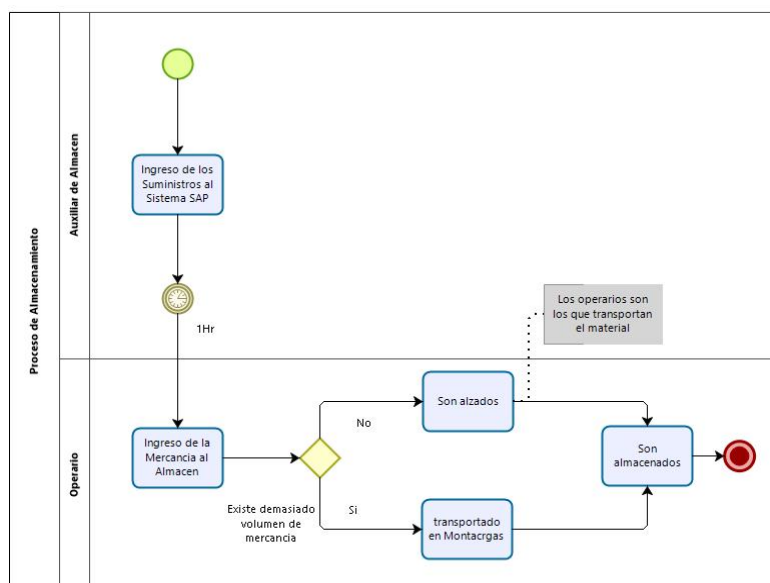 Proceso de Almacenamiento
Auxiliar de Almacen
Ingreso de los
Suministros al
Sistema SAP
1Hr
Los operarios son
los que transportan
el material
Operario
Ingreso de la
Mercancia al
Almacen
Existe demasiado
volumen de
mercancia
No
Son alzados
Si
transportado
en Montacrgas
Son
almacenados